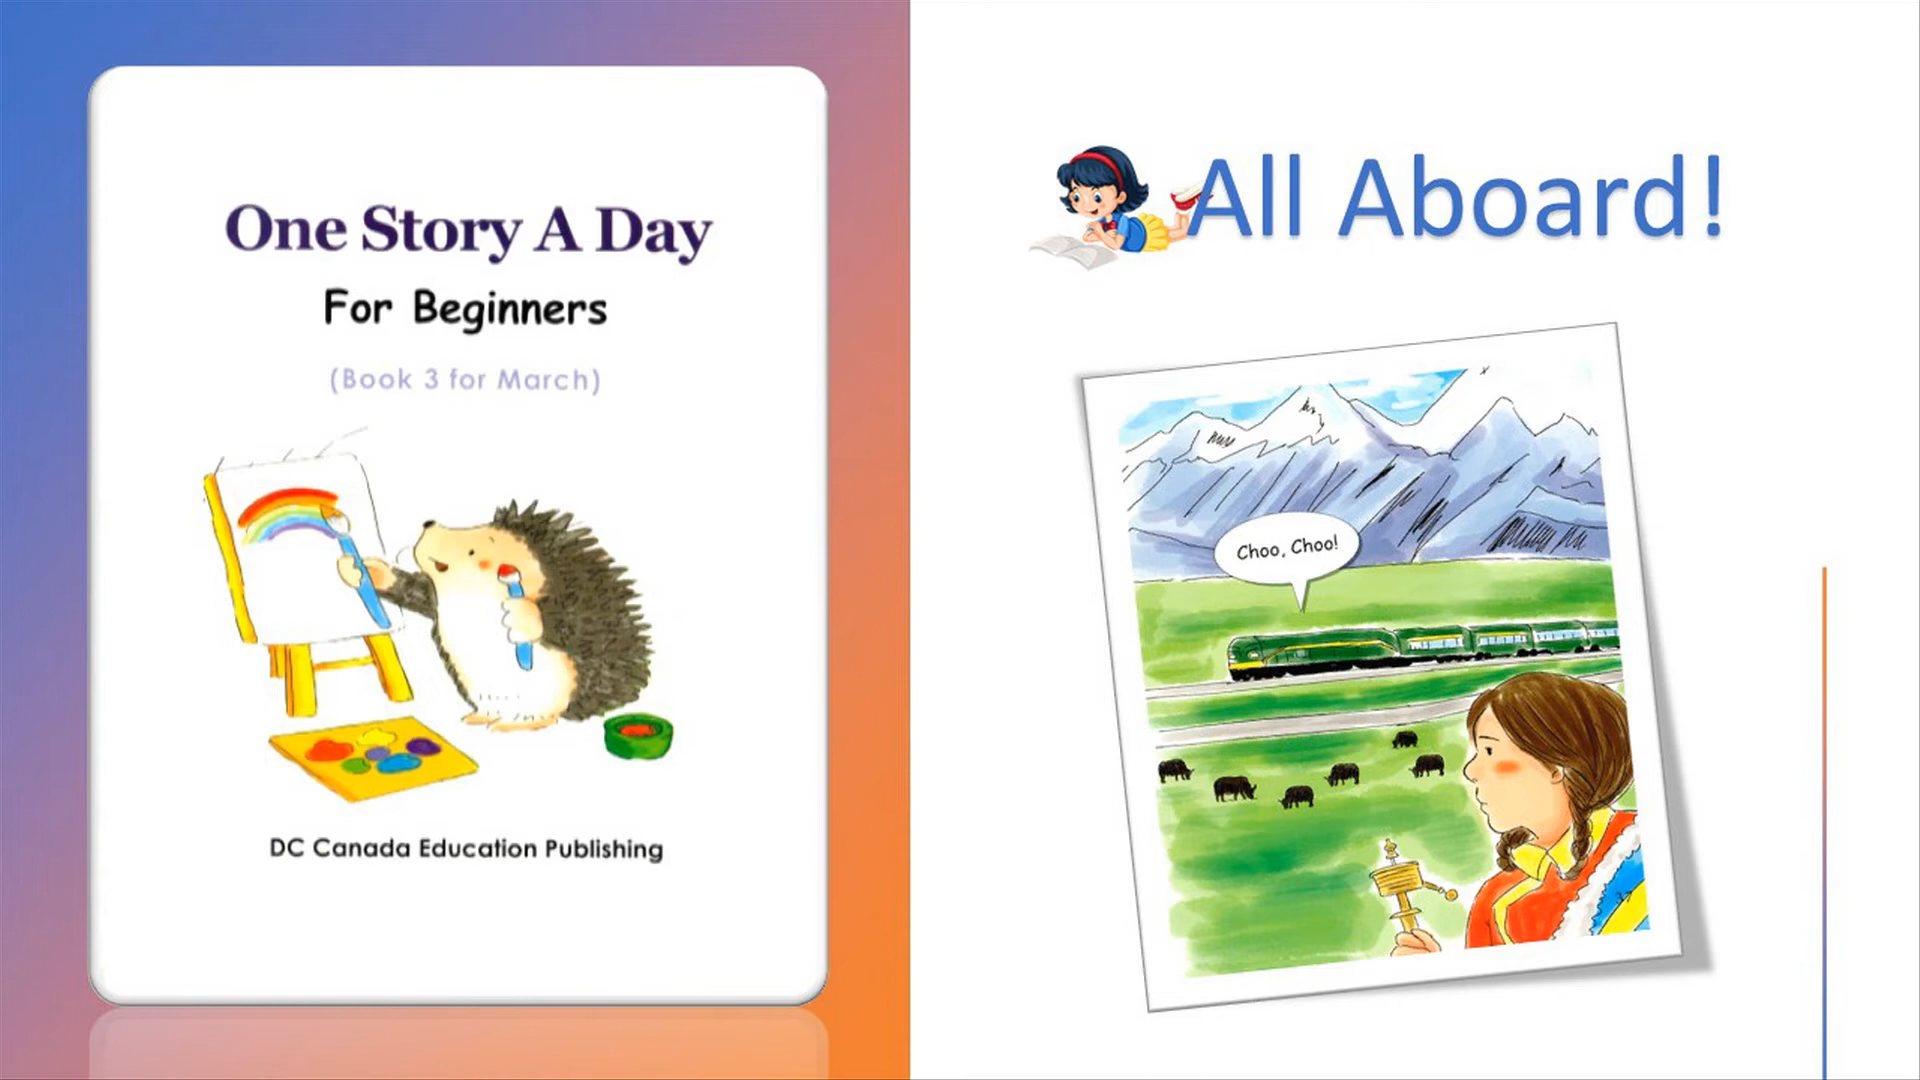 One Story A Day
For Beginners
(Book 3 for March)
DC Canada Education Publishing
All Aboard!
Choo, Choo!